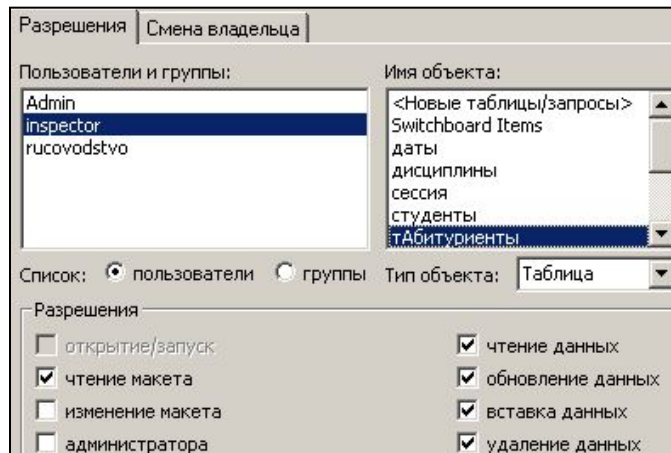 Разрешения Смена владельца
Пользователи и группы: Имя объекта:
Admin
inspector
rucovodstvo
<Новые таблицы/запросы>
Switchboard Items
даты
дисциплины
сессия
студенты
тАбитуриенты
Список: пользователи группы Тип объекта: Таблица
Разрешения
открытие/запуск чтение данных
чтение макета обновление данных
изменение макета вставка данных
администратора удаление данных